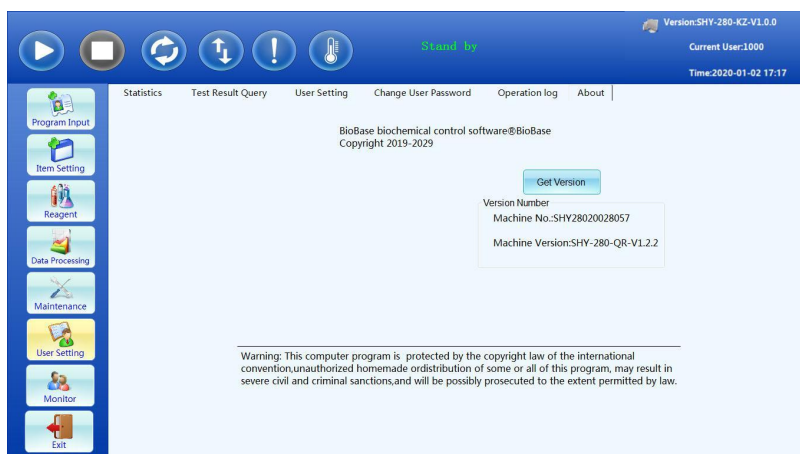 Version:SHY-280-KZ-V1.0.0
Stand by
Current User:1000
Time:2020-01-02 17:17
Statistics Test Result Query User Setting Change User Password Operation log About
Program Input
Item Setting
Reagent
Data Processing
Maintenance
User Setting
Monitor
Exit
BioBase biochemical control software®BioBase
Copyright 2019-2029
Get Version
Version Number
Machine No.:SHY28020028057
Machine Version:SHY-280-QR-V1.2.2
Warning: This computer program is protected by the copyright law of the international
convention,unauthorized homemade ordistribution of some or all of this program, may result in
severe civil and criminal sanctions,and will be possibly prosecuted to the extent permitted by law.